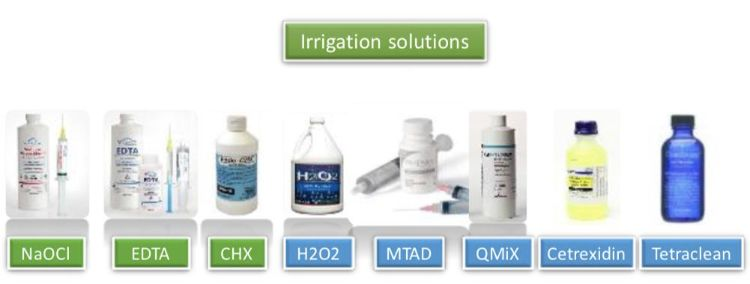 Irrigation solutions
EDTA
H2O2
NaOCl
EDTA
CHX
H2O2
MTAD
QMiX
Cetrexidin
Tetraclean